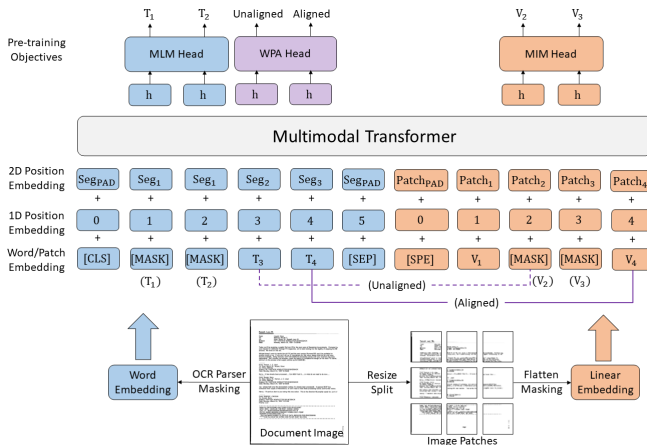 T₁ T₂ Unaligned Aligned V₂ V₃
Pre-training Objectives
MLM Head WPA Head MIM Head
h h h h h h
Multimodal Transformer
2D Position Embedding Seg_PAD Seg₁ Seg₁ Seg₂ Seg₃ Seg_PAD Patch_PAD Patch₁ Patch₂ Patch₃ Patch₄
+ + + + + + + + + + +
1D Position Embedding 0 1 2 3 4 5 0 1 2 3 4
+ + + + + + + + + + +
Word/Patch Embedding [CLS] [MASK] [MASK] T₃ T₄ [SEP] [SPE] V₁ [MASK] [MASK] V₄
(T₁) (T₂) (Unaligned) (V₂) (V₃)
(Aligned)
Word Embedding
OCR Parser
Masking
Document Image
Resize
Split
Image Patches
Flatten
Masking
Linear Embedding